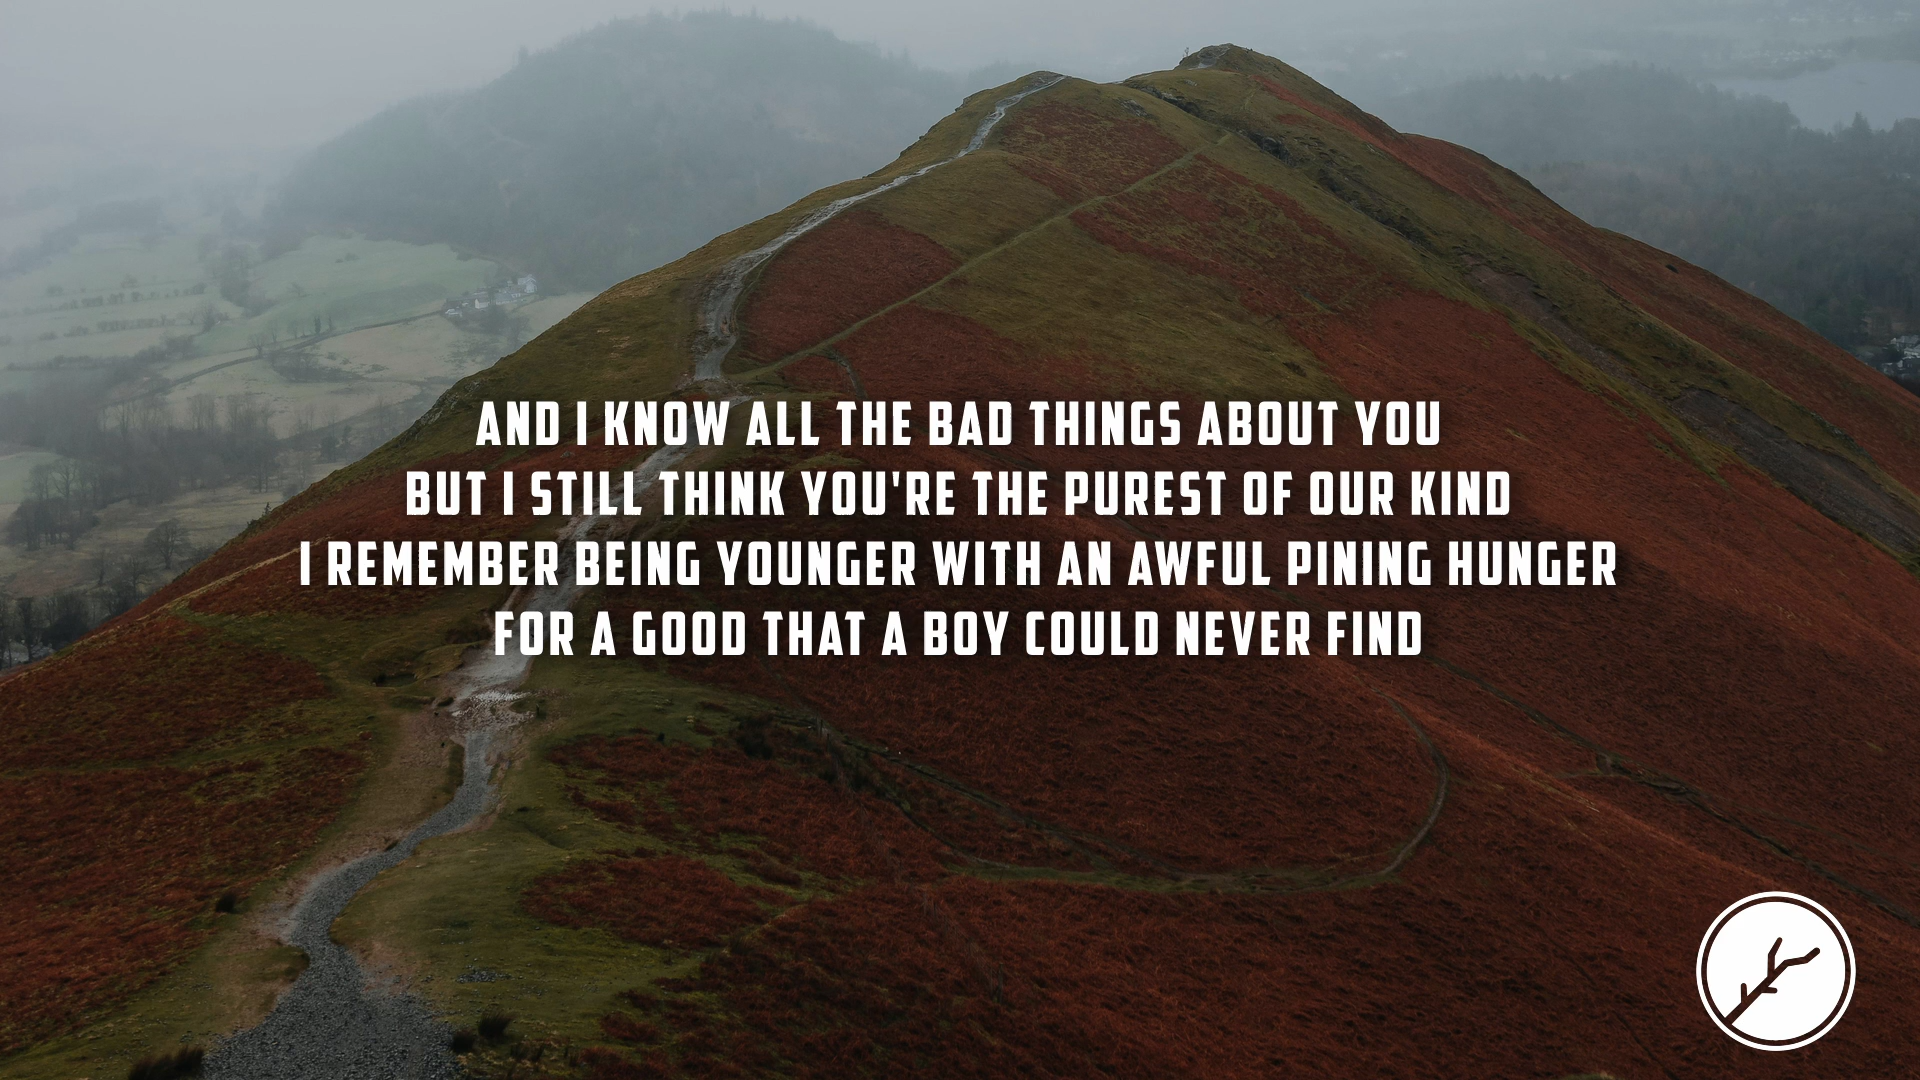 AND I KNOW ALL THE BAD THINGS ABOUT YOU
BUT I STILL THINK YOU'RE THE PUREST OF OUR KIND
I REMEMBER BEING YOUNGER WITH AN AWFUL PINING HUNGER
FOR A GOOD THAT A BOY COULD NEVER FIND